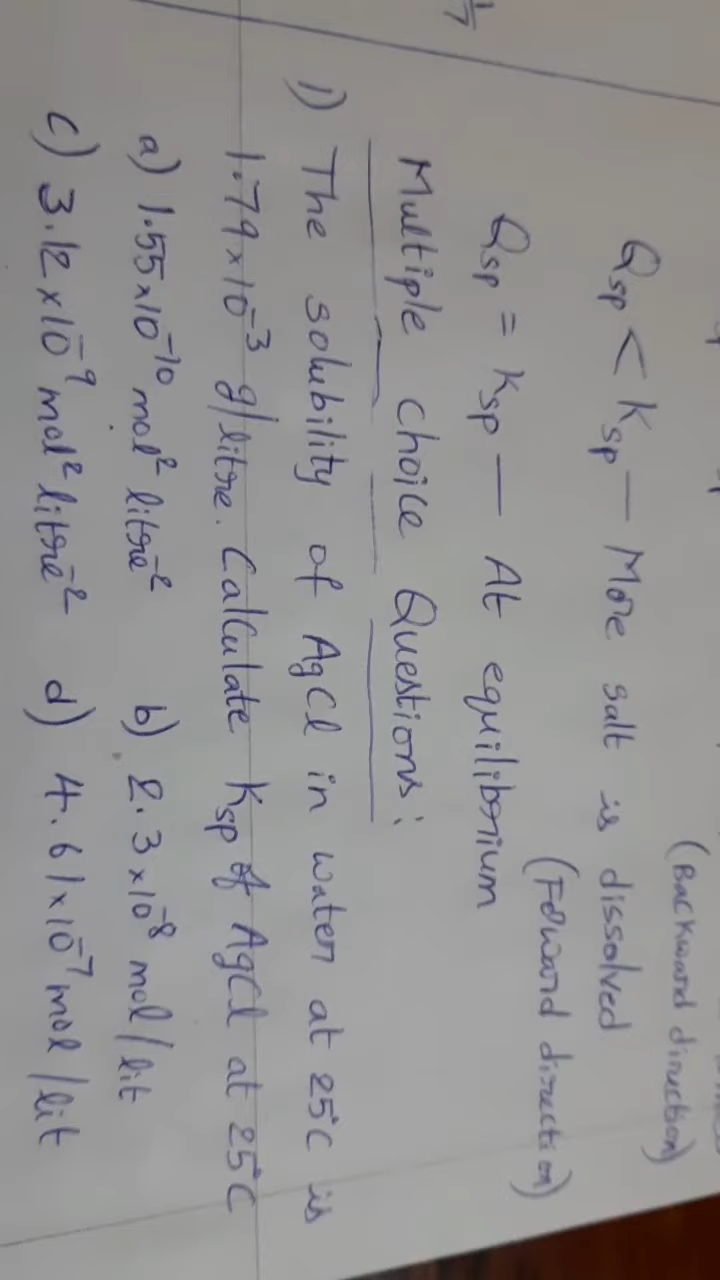 (Backward direction)
Qsp < Ksp — More salt is dissolved
(Forward direction)
Qsp = Ksp — At equilibrium
Multiple choice Questions:
1) The solubility of AgCl in water at 25°C is
1.79×10⁻³ g/litre. Calculate Ksp of AgCl at 25°C
a) 1.55×10⁻¹⁰ mol² litre⁻² b) 2.3×10⁻⁸ mol/lit
c) 3.12×10⁻⁹ mol² litre⁻² d) 4.61×10⁻⁷ mol/lit